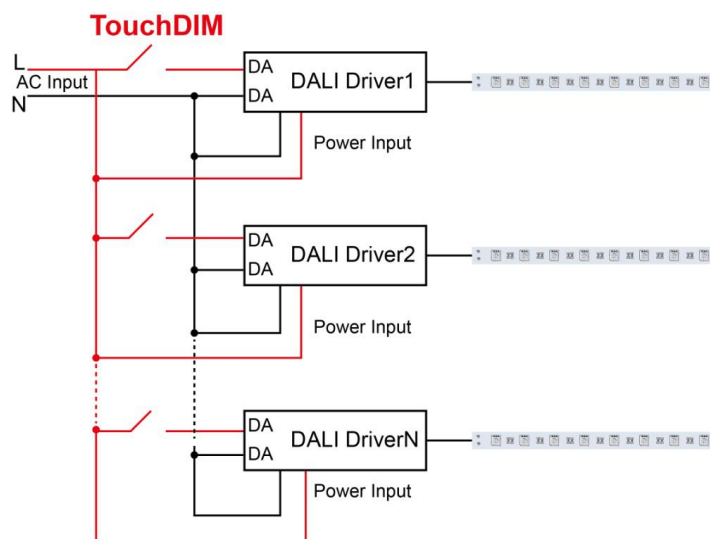 TouchDIM
L
AC Input
N
DA
DA
DALI Driver1
Power Input
DA
DA
DALI Driver2
Power Input
DA
DA
DALI DriverN
Power Input